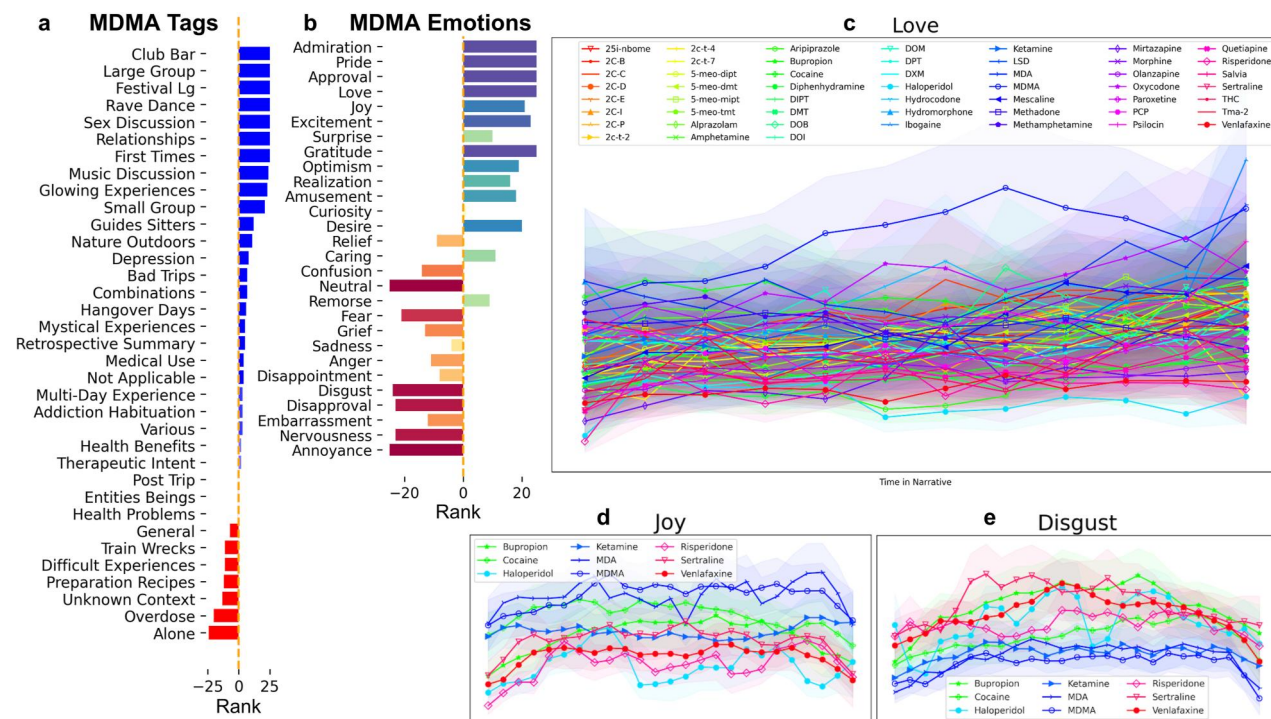 a MDMA Tags
Club Bar
Large Group
Festival Lg
Rave Dance
Sex Discussion
Relationships
First Times
Music Discussion
Glowing Experiences
Small Group
Guides Sitters
Nature Outdoors
Depression
Bad Trips
Combinations
Hangover Days
Mystical Experiences
Retrospective Summary
Medical Use
Not Applicable
Multi-Day Experience
Addiction Habituation
Various
Health Benefits
Therapeutic Intent
Post Trip
Entities Beings
Health Problems
General
Train Wrecks
Difficult Experiences
Preparation Recipes
Unknown Context
Overdose
Alone
−25 0 25
Rank
b MDMA Emotions
Admiration
Pride
Approval
Love
Joy
Excitement
Surprise
Gratitude
Optimism
Realization
Amusement
Curiosity
Desire
Relief
Caring
Confusion
Neutral
Remorse
Fear
Grief
Sadness
Anger
Disappointment
Disgust
Disapproval
Embarrassment
Nervousness
Annoyance
−20 0 20
Rank
c Love
25i-nbome 2c-t-4 Aripiprazole DOM Ketamine Mirtazapine Quetiapine
2C-B 2c-t-7 Bupropion DPT LSD Morphine Risperidone
2C-C 5-meo-dipt Cocaine DXM MDA Olanzapine Salvia
2C-D 5-meo-dmt Diphenhydramine Haloperidol MDMA Oxycodone Sertraline
2C-E 5-meo-mipt DIPT Hydrocodone Mescaline Paroxetine THC
2C-I 5-meo-tmt DMT Hydromorphone Methadone PCP Tma-2
2C-P Alprazolam DOB Ibogaine Methamphetamine Psilocin Venlafaxine
2c-t-2 Amphetamine DOI
Time in Narrative
d Joy
Bupropion Ketamine Risperidone
Cocaine MDA Sertraline
Haloperidol MDMA Venlafaxine
e Disgust
Bupropion Ketamine Risperidone
Cocaine MDA Sertraline
Haloperidol MDMA Venlafaxine